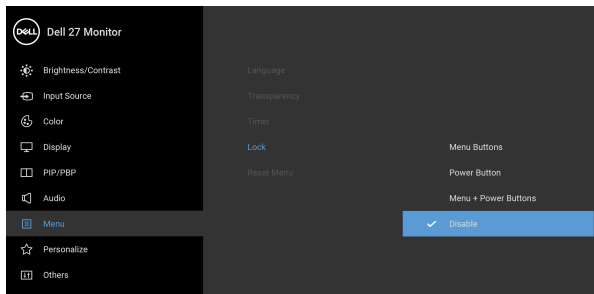 DELL Dell 27 Monitor
Brightness/Contrast Language
Input Source Transparency
Color Timer
Display Lock Menu Buttons
PIP/PBP Reset Menu Power Button
Audio Menu + Power Buttons
Menu Disable
Personalize
Others